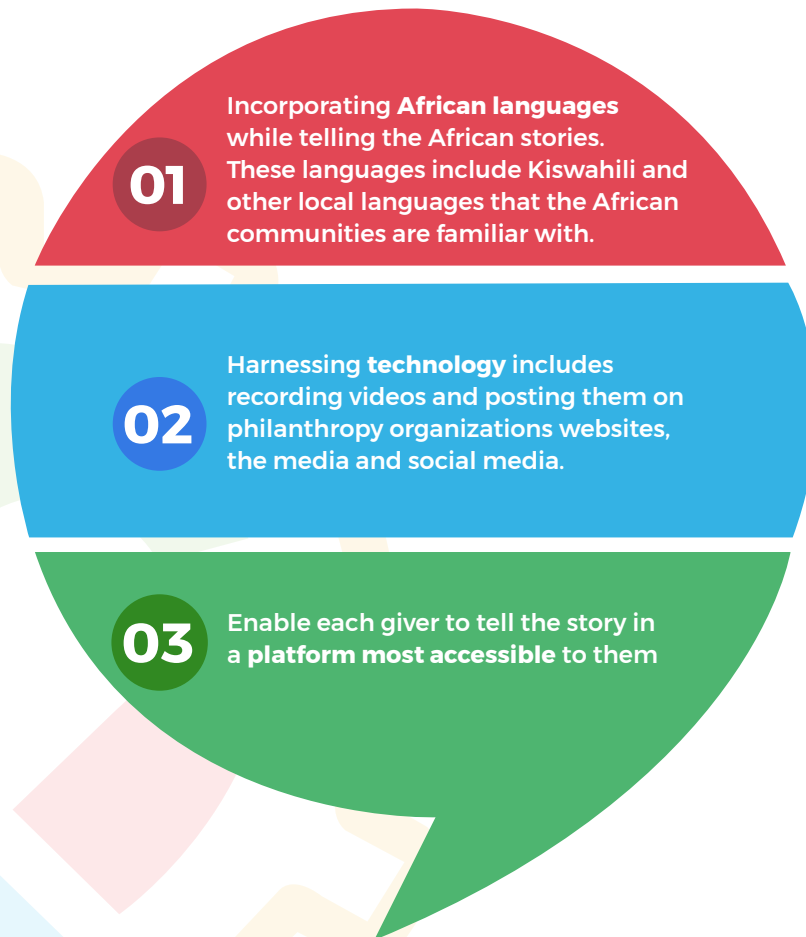 01
Incorporating African languages
while telling the African stories.
These languages include Kiswahili and
other local languages that the African
communities are familiar with.
02
Harnessing technology includes
recording videos and posting them on
philanthropy organizations websites,
the media and social media.
03
Enable each giver to tell the story in
a platform most accessible to them